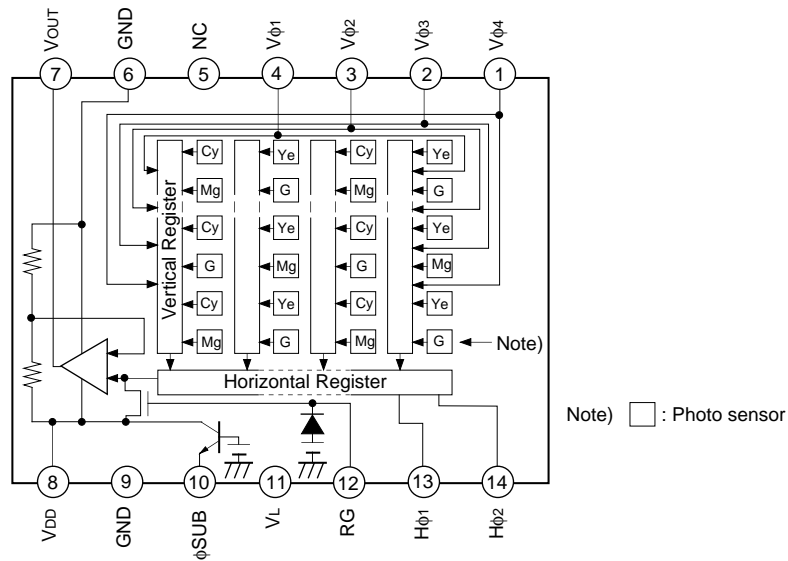 VOUT GND NC Vϕ1 Vϕ2 Vϕ3 Vϕ4
7 6 5 4 3 2 1
Cy Ye Cy Ye
Mg G Mg G
Cy Ye Cy Ye
G Mg G Mg
Cy Ye Cy Ye
Mg G Mg G
Vertical Register
Note)
Horizontal Register
Note) : Photo sensor
8 9 10 11 12 13 14
VDD GND ϕSUB VL RG Hϕ1 Hϕ2